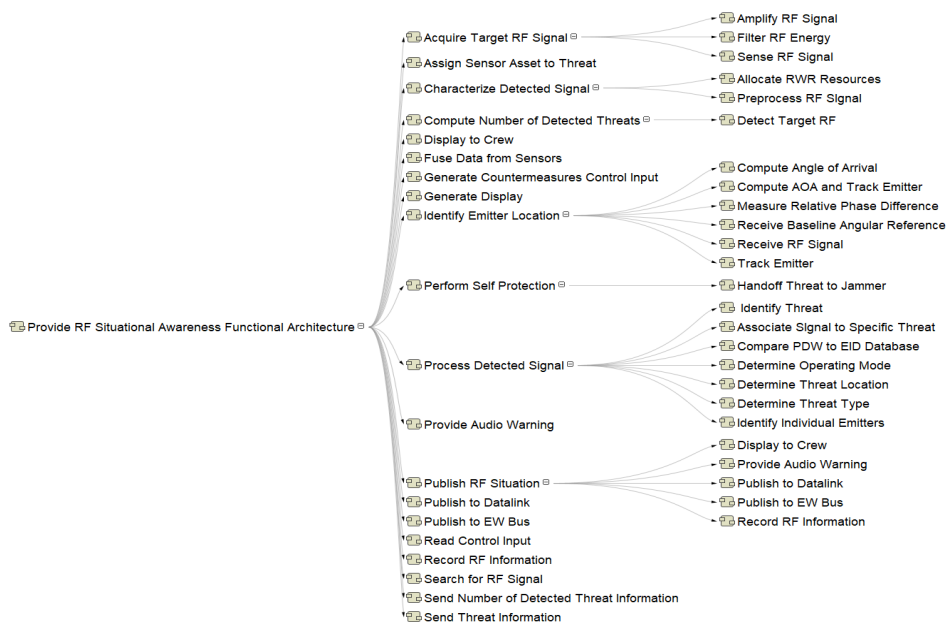 Provide RF Situational Awareness Functional Architecture
Acquire Target RF Signal
Amplify RF Signal
Filter RF Energy
Sense RF Signal
Assign Sensor Asset to Threat
Characterize Detected Signal
Allocate RWR Resources
Preprocess RF SIgnal
Compute Number of Detected Threats
Detect Target RF
Display to Crew
Fuse Data from Sensors
Generate Countermeasures Control Input
Generate Display
Identify Emitter Location
Compute Angle of Arrival
Compute AOA and Track Emitter
Measure Relative Phase Difference
Receive Baseline Angular Reference
Receive RF Signal
Track Emitter
Perform Self Protection
Handoff Threat to Jammer
Process Detected Signal
Identify Threat
Associate SIgnal to Specific Threat
Compare PDW to EID Database
Determine Operating Mode
Determine Threat Location
Determine Threat Type
Identify Individual Emitters
Provide Audio Warning
Publish RF Situation
Display to Crew
Provide Audio Warning
Publish to Datalink
Publish to EW Bus
Record RF Information
Publish to Datalink
Publish to EW Bus
Read Control Input
Record RF Information
Search for RF Signal
Send Number of Detected Threat Information
Send Threat Information